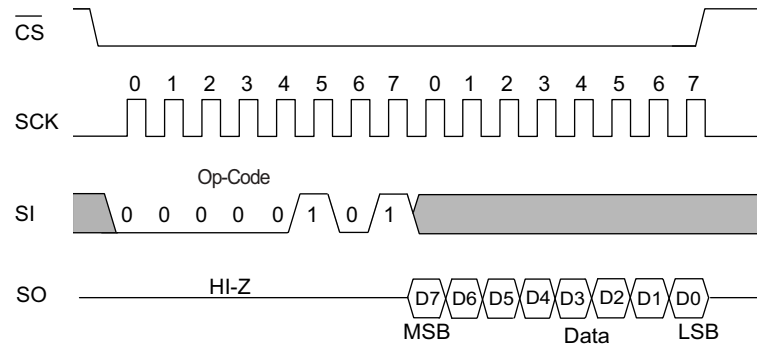 C̅S̅
0 1 2 3 4 5 6 7 0 1 2 3 4 5 6 7
SCK
Op-Code
SI 0 0 0 0 0 1 0 1
HI-Z
SO D7 D6 D5 D4 D3 D2 D1 D0
MSB Data LSB